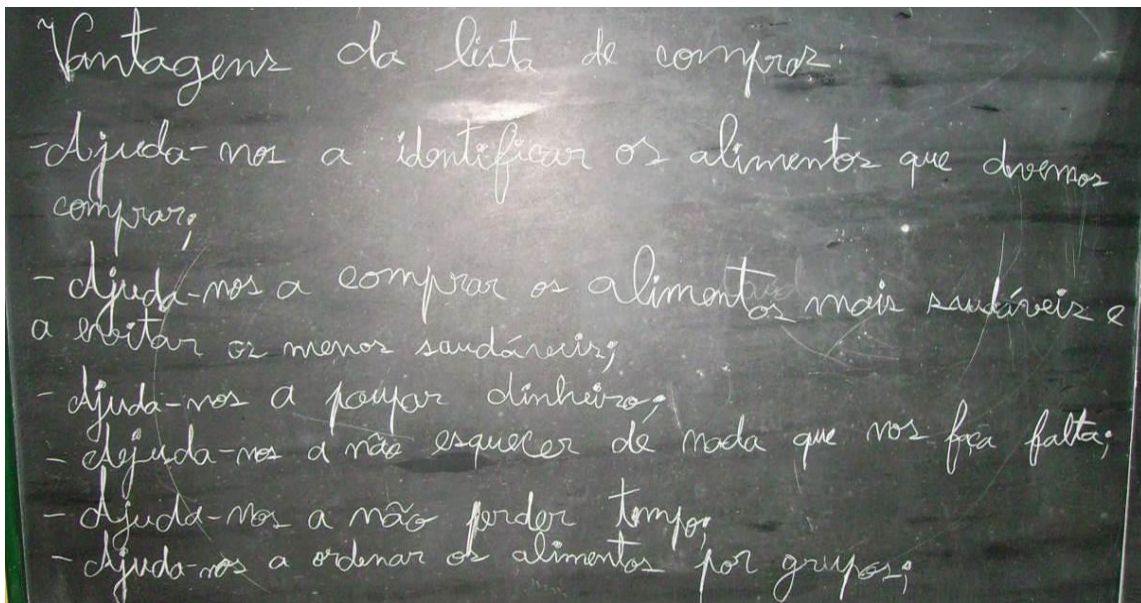 Vantagens da lista de compras:
-Ajuda-nos a identificar os alimentos que devemos
comprar;
- Ajuda-nos a comprar os alimentos mais saudáveis e
a evitar os menos saudáveis;
- Ajuda-nos a poupar dinheiro;
- Ajuda-nos a não esquecer de nada que nos faça falta;
- Ajuda-nos a não perder tempo;
- Ajuda-nos a ordenar os alimentos por grupos;